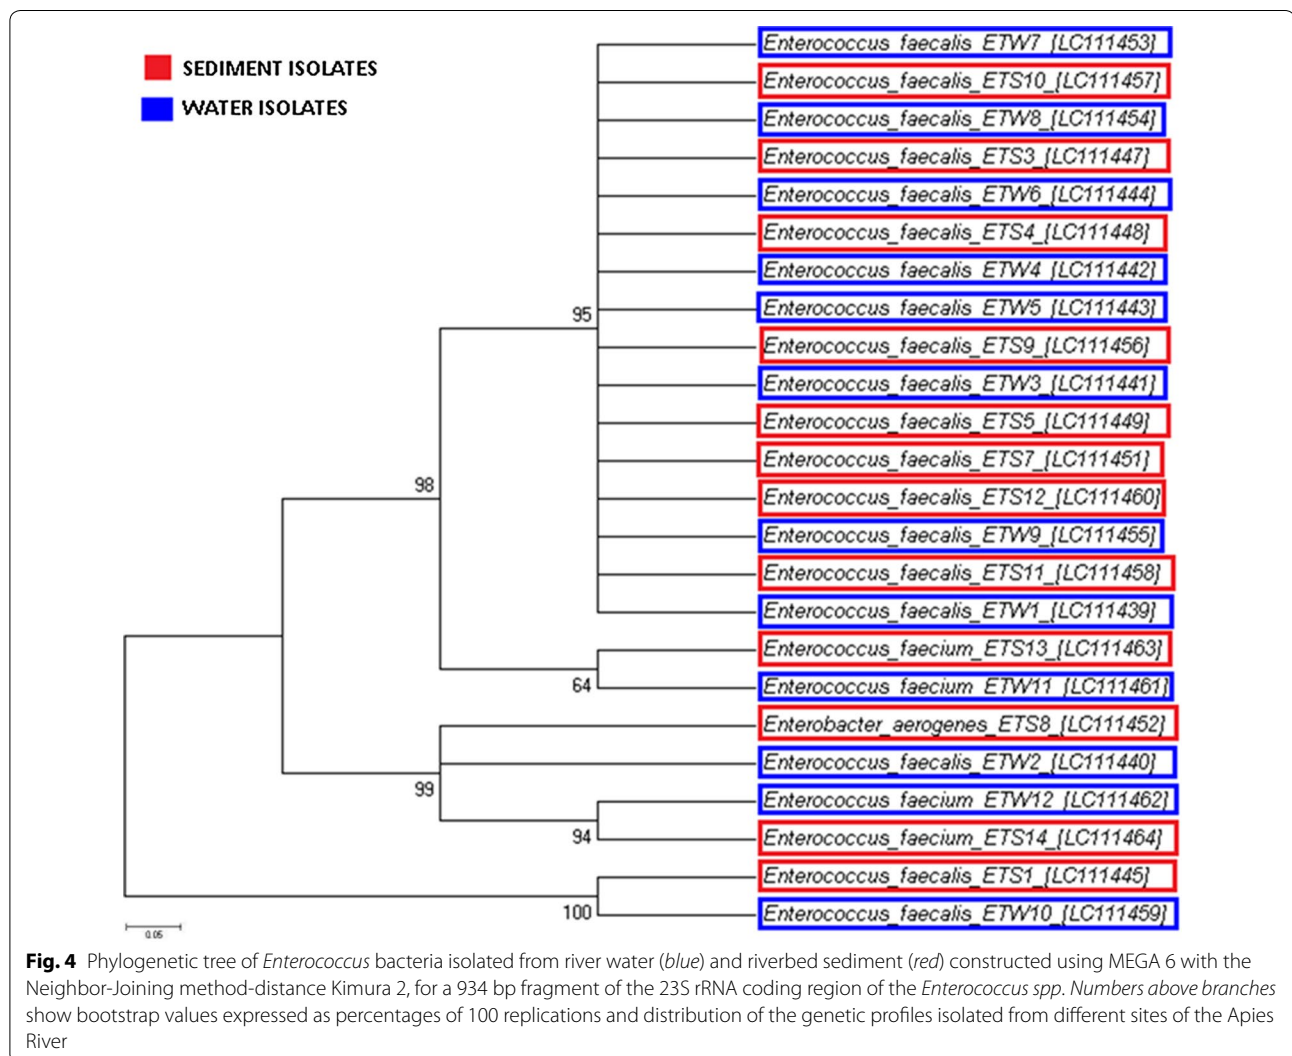 SEDIMENT ISOLATES
WATER ISOLATES
Enterococcus_faecalis_ETW7_{LC111453}
Enterococcus_faecalis_ETS10_{LC111457}
Enterococcus_faecalis_ETW8_{LC111454}
Enterococcus_faecalis_ETS3_{LC111447}
Enterococcus_faecalis_ETW6_{LC111444}
Enterococcus_faecalis_ETS4_{LC111448}
Enterococcus_faecalis_ETW4_{LC111442}
Enterococcus_faecalis_ETW5_{LC111443}
95
Enterococcus_faecalis_ETS9_{LC111456}
Enterococcus_faecalis_ETW3_{LC111441}
Enterococcus_faecalis_ETS5_{LC111449}
Enterococcus_faecalis_ETS7_{LC111451}
98
Enterococcus_faecalis_ETS12_{LC111460}
Enterococcus_faecalis_ETW9_{LC111455}
Enterococcus_faecalis_ETS11_{LC111458}
Enterococcus_faecalis_ETW1_{LC111439}
Enterococcus_faecium_ETS13_{LC111463}
64
Enterococcus_faecium_ETW11_{LC111461}
Enterobacter_aerogenes_ETS8_{LC111452}
Enterococcus_faecalis_ETW2_{LC111440}
99
Enterococcus_faecium_ETW12_{LC111462}
94
Enterococcus_faecium_ETS14_{LC111464}
Enterococcus_faecalis_ETS1_{LC111445}
100
Enterococcus_faecalis_ETW10_{LC111459}
0.05
Fig. 4 Phylogenetic tree of Enterococcus bacteria isolated from river water (blue) and riverbed sediment (red) constructed using MEGA 6 with the
Neighbor-Joining method-distance Kimura 2, for a 934 bp fragment of the 23S rRNA coding region of the Enterococcus spp. Numbers above branches
show bootstrap values expressed as percentages of 100 replications and distribution of the genetic profiles isolated from different sites of the Apies
River